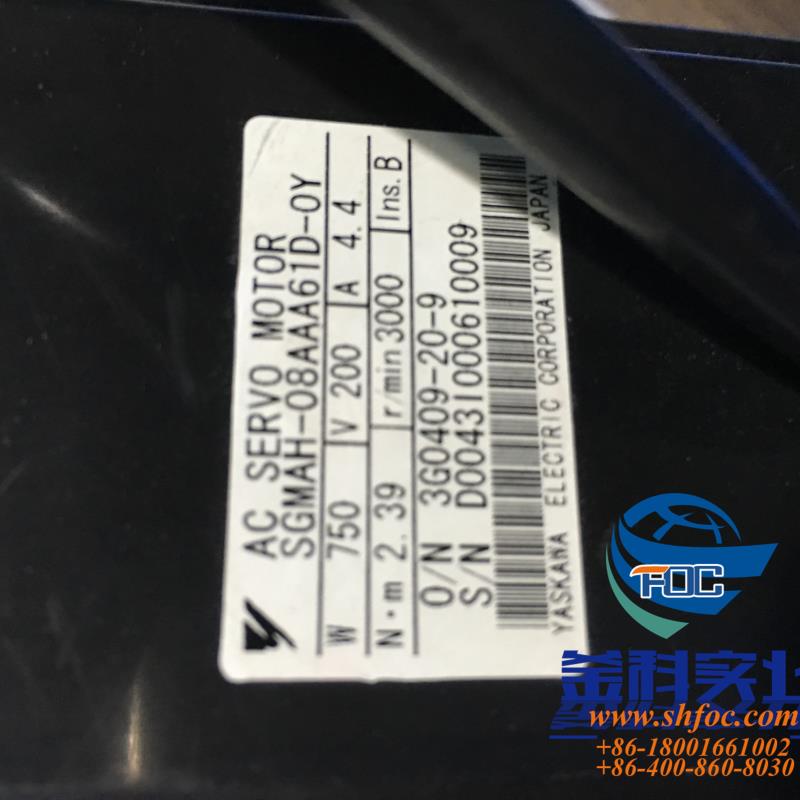 AC SERVO MOTOR
SGMAH-08AAA61D-0Y
W 750 V 200 A 4.4
N·m 2.39 r/min 3000 Ins. B
O/N 3G0409-20-9
S/N D0043I000610009
YASKAWA ELECTRIC CORPORATION JAPAN
FOC
www.shfoc.com
+86-18001661002
+86-400-860-8030